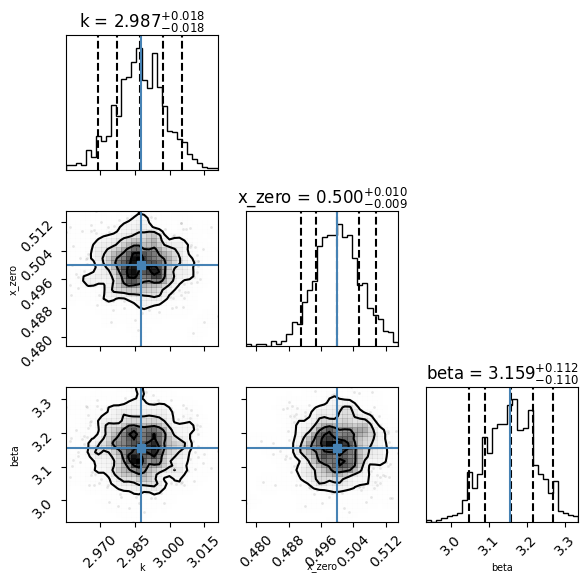 k = 2.987 +0.018 −0.018
x_zero = 0.500 +0.010 −0.009
0.512
0.504
0.496
0.488
0.480
x_zero
beta = 3.159 +0.112 −0.110
3.3
3.2
3.1
3.0
beta
2.970 2.985 3.000 3.015
k
0.480 0.488 0.496 0.504 0.512
x_zero
3.0 3.1 3.2 3.3
beta